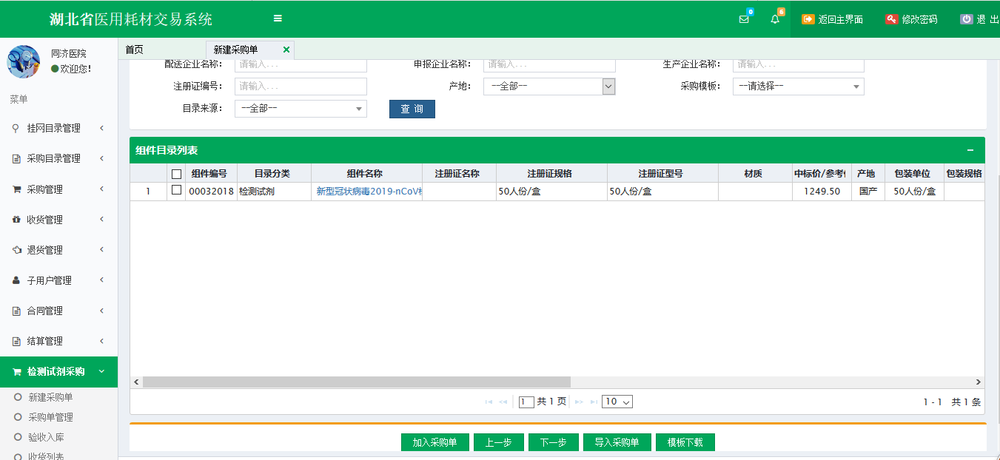 湖北省医用耗材交易系统
0
6
返回主界面
修改密码
退 出
同济医院
欢迎您!
首页
新建采购单
菜单
挂网目录管理
采购目录管理
采购管理
收货管理
退货管理
子用户管理
合同管理
结算管理
检测试剂采购
新建采购单
采购单管理
验收入库
收货列表
配送企业名称: 请输入... 申报企业名称: 请输入... 生产企业名称: 请输入...
注册证编号: 请输入... 产地: --全部-- 采购模板: --请选择--
目录来源: --全部-- 查 询
组件目录列表
组件编号 目录分类 组件名称 注册证名称 注册证规格 注册证型号 材质 中标价/参考 产地 包装单位 包装规格
1 00032018 检测试剂 新型冠状病毒2019-nCoV 50人份/盒 50人份/盒 1249.50 国产 50人份/盒
1 共 1 页 10 1 - 1 共 1 条
加入采购单 上一步 下一步 导入采购单 模板下载